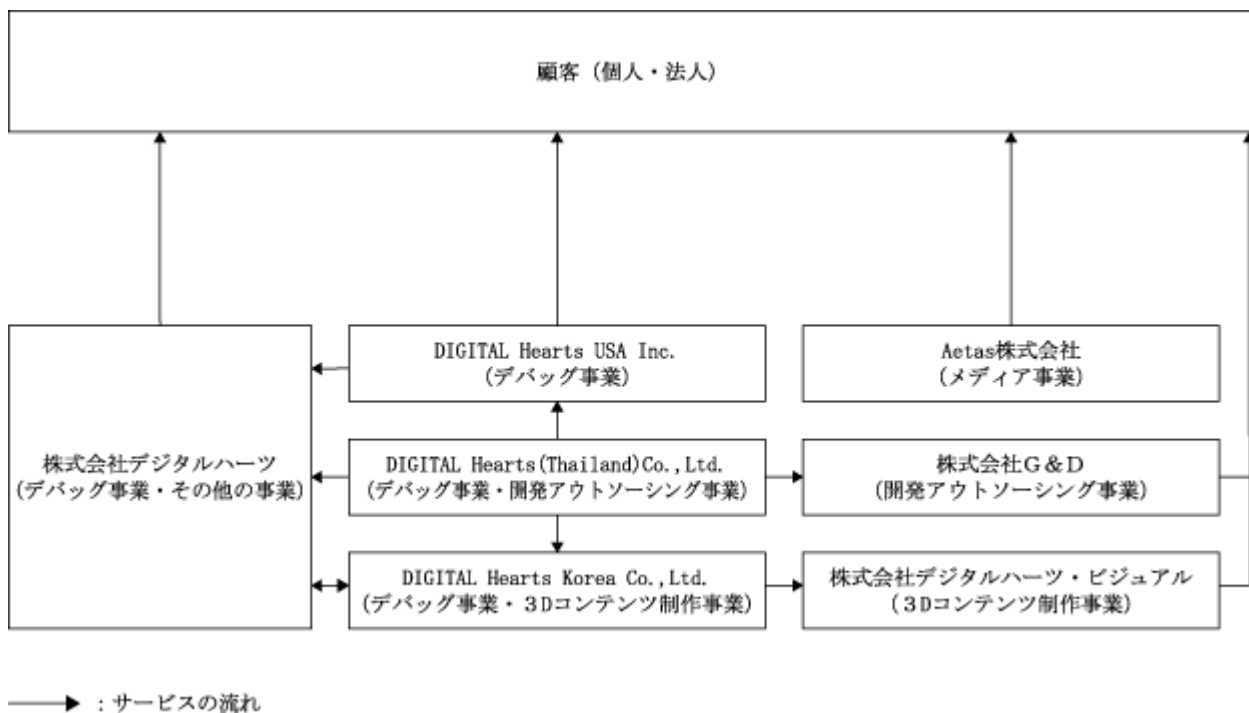 顧客（個人・法人）
DIGITAL Hearts USA Inc.
(デバッグ事業)
Aetas株式会社
(メディア事業)
株式会社デジタルハーツ
(デバッグ事業・その他の事業)
DIGITAL Hearts(Thailand)Co.,Ltd.
(デバッグ事業・開発アウトソーシング事業)
株式会社Ｇ＆Ｄ
(開発アウトソーシング事業)
DIGITAL Hearts Korea Co.,Ltd.
(デバッグ事業・３Dコンテンツ制作事業)
株式会社デジタルハーツ・ビジュアル
(３Dコンテンツ制作事業)
：サービスの流れ